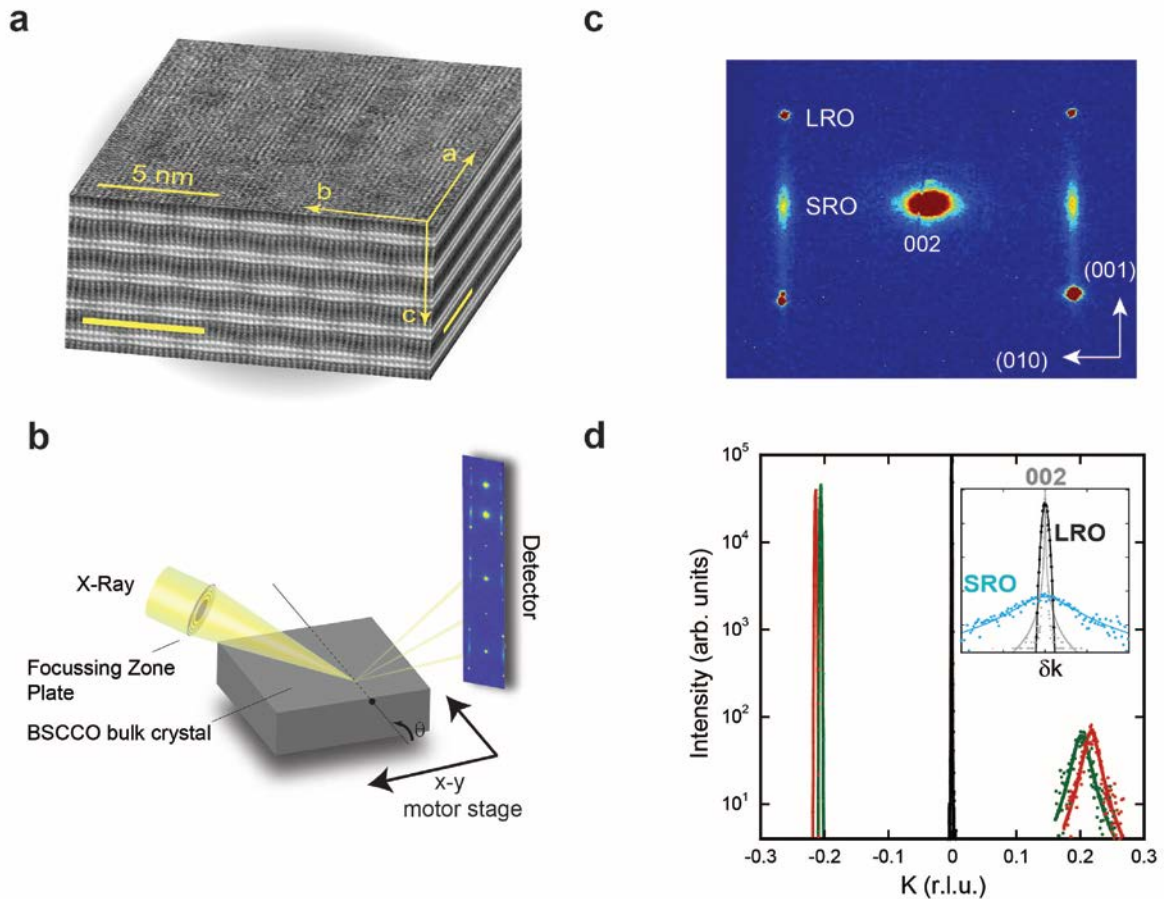 a
5 nm
a
b
c
b
X-Ray
Focussing Zone
Plate
BSCCO bulk crystal
θ
x-y
motor stage
Detector
c
LRO
SRO
002
(001)
(010)
d
Intensity (arb. units)
10⁵
10⁴
10³
10²
10¹
-0.3 -0.2 -0.1 0 0.1 0.2 0.3
K (r.l.u.)
002
LRO
SRO
δk